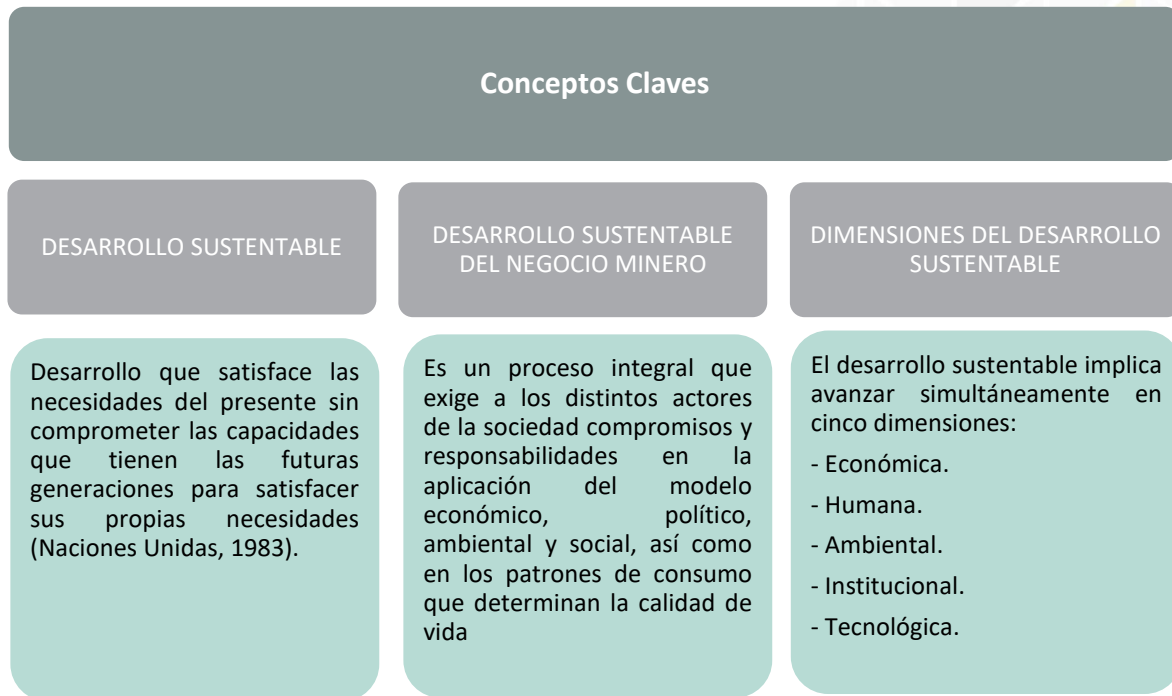 Conceptos Claves
DESARROLLO SUSTENTABLE
Desarrollo que satisface las
necesidades del presente sin
comprometer las capacidades
que tienen las futuras
generaciones para satisfacer
sus propias necesidades
(Naciones Unidas, 1983).
DESARROLLO SUSTENTABLE
DEL NEGOCIO MINERO
Es un proceso integral que
exige a los distintos actores
de la sociedad compromisos y
responsabilidades en la
aplicación del modelo
económico, político,
ambiental y social, así como
en los patrones de consumo
que determinan la calidad de
vida
DIMENSIONES DEL DESARROLLO
SUSTENTABLE
El desarrollo sustentable implica
avanzar simultáneamente en
cinco dimensiones:
- Económica.
- Humana.
- Ambiental.
- Institucional.
- Tecnológica.